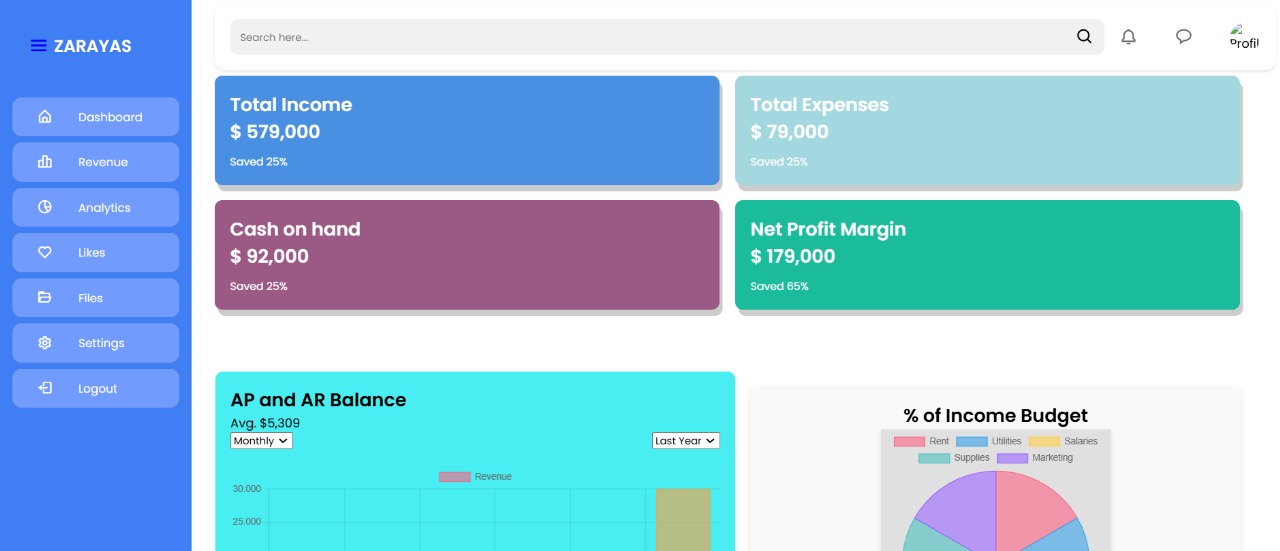 ZARAYAS
Search here...
Profil
Dashboard
Revenue
Analytics
Likes
Files
Settings
Logout
Total Income
$ 579,000
Saved 25%
Total Expenses
$ 79,000
Saved 25%
Cash on hand
$ 92,000
Saved 25%
Net Profit Margin
$ 179,000
Saved 65%
AP and AR Balance
Avg. $5,309
Monthly
Last Year
Revenue
30.000
25.000
% of Income Budget
Rent Utilities Salaries
Supplies Marketing